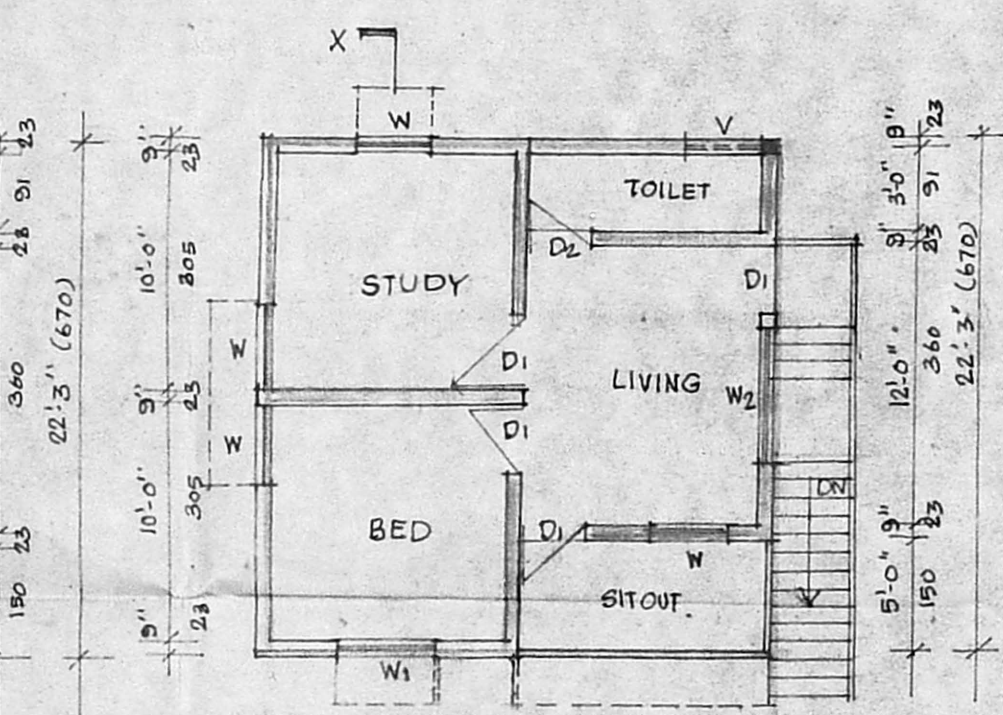 X
W
V
TOILET
D2
STUDY
D1
D1
LIVING
W
W2
W
D1
BED
D1
W
SITOUT
DN
W1
23
91
23
360
23
150
22'-3" (670)
9"
10'-0"
9"
10'-0"
9"
23
305
23
305
23
9"
3'-0"
9"
12'-0"
9"
5'-0"
23
91
23
360
23
150
22'-3" (670)